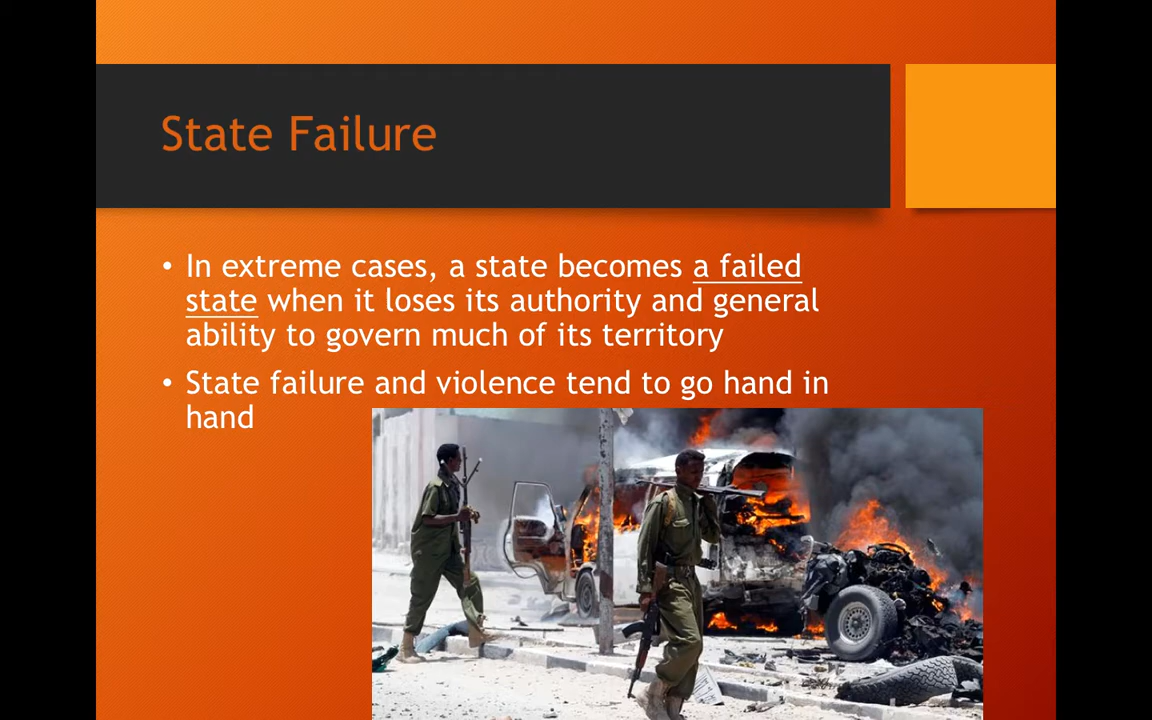 State Failure
• In extreme cases, a state becomes a failed
state when it loses its authority and general
ability to govern much of its territory
• State failure and violence tend to go hand in
hand